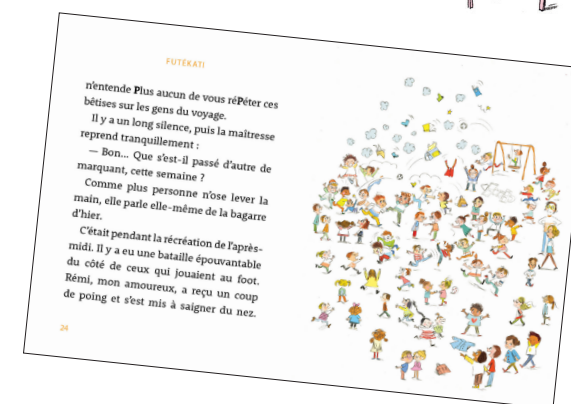 FUTÉKATI
n'entende Plus aucun de vous réPéter ces
bêtises sur les gens du voyage.
Il y a un long silence, puis la maîtresse
reprend tranquillement :
— Bon... Que s'est-il passé d'autre de
marquant, cette semaine ?
Comme plus personne n'ose lever la
main, elle parle elle-même de la bagarre
d'hier.
C'était pendant la récréation de l'après-
midi. Il y a eu une bataille épouvantable
du côté de ceux qui jouaient au foot.
Rémi, mon amoureux, a reçu un coup
de poing et s'est mis à saigner du nez.
24